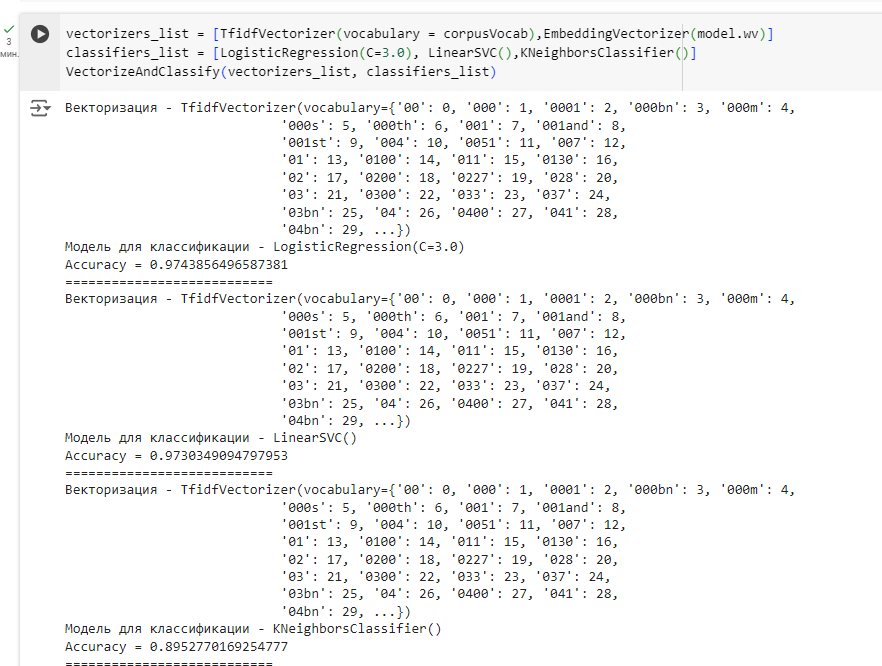 vectorizers_list = [TfidfVectorizer(vocabulary = corpusVocab),EmbeddingVectorizer(model.wv)]
classifiers_list = [LogisticRegression(C=3.0), LinearSVC(),KNeighborsClassifier()]
VectorizeAndClassify(vectorizers_list, classifiers_list)
3
мин.
Векторизация - TfidfVectorizer(vocabulary={'00': 0, '000': 1, '0001': 2, '000bn': 3, '000m': 4,
'000s': 5, '000th': 6, '001': 7, '001and': 8,
'001st': 9, '004': 10, '0051': 11, '007': 12,
'01': 13, '0100': 14, '011': 15, '0130': 16,
'02': 17, '0200': 18, '0227': 19, '028': 20,
'03': 21, '0300': 22, '033': 23, '037': 24,
'03bn': 25, '04': 26, '0400': 27, '041': 28,
'04bn': 29, ...})
Модель для классификации - LogisticRegression(C=3.0)
Accuracy = 0.9743856496587381
===========================
Векторизация - TfidfVectorizer(vocabulary={'00': 0, '000': 1, '0001': 2, '000bn': 3, '000m': 4,
'000s': 5, '000th': 6, '001': 7, '001and': 8,
'001st': 9, '004': 10, '0051': 11, '007': 12,
'01': 13, '0100': 14, '011': 15, '0130': 16,
'02': 17, '0200': 18, '0227': 19, '028': 20,
'03': 21, '0300': 22, '033': 23, '037': 24,
'03bn': 25, '04': 26, '0400': 27, '041': 28,
'04bn': 29, ...})
Модель для классификации - LinearSVC()
Accuracy = 0.9730349094797953
===========================
Векторизация - TfidfVectorizer(vocabulary={'00': 0, '000': 1, '0001': 2, '000bn': 3, '000m': 4,
'000s': 5, '000th': 6, '001': 7, '001and': 8,
'001st': 9, '004': 10, '0051': 11, '007': 12,
'01': 13, '0100': 14, '011': 15, '0130': 16,
'02': 17, '0200': 18, '0227': 19, '028': 20,
'03': 21, '0300': 22, '033': 23, '037': 24,
'03bn': 25, '04': 26, '0400': 27, '041': 28,
'04bn': 29, ...})
Модель для классификации - KNeighborsClassifier()
Accuracy = 0.8952770169254777
===========================